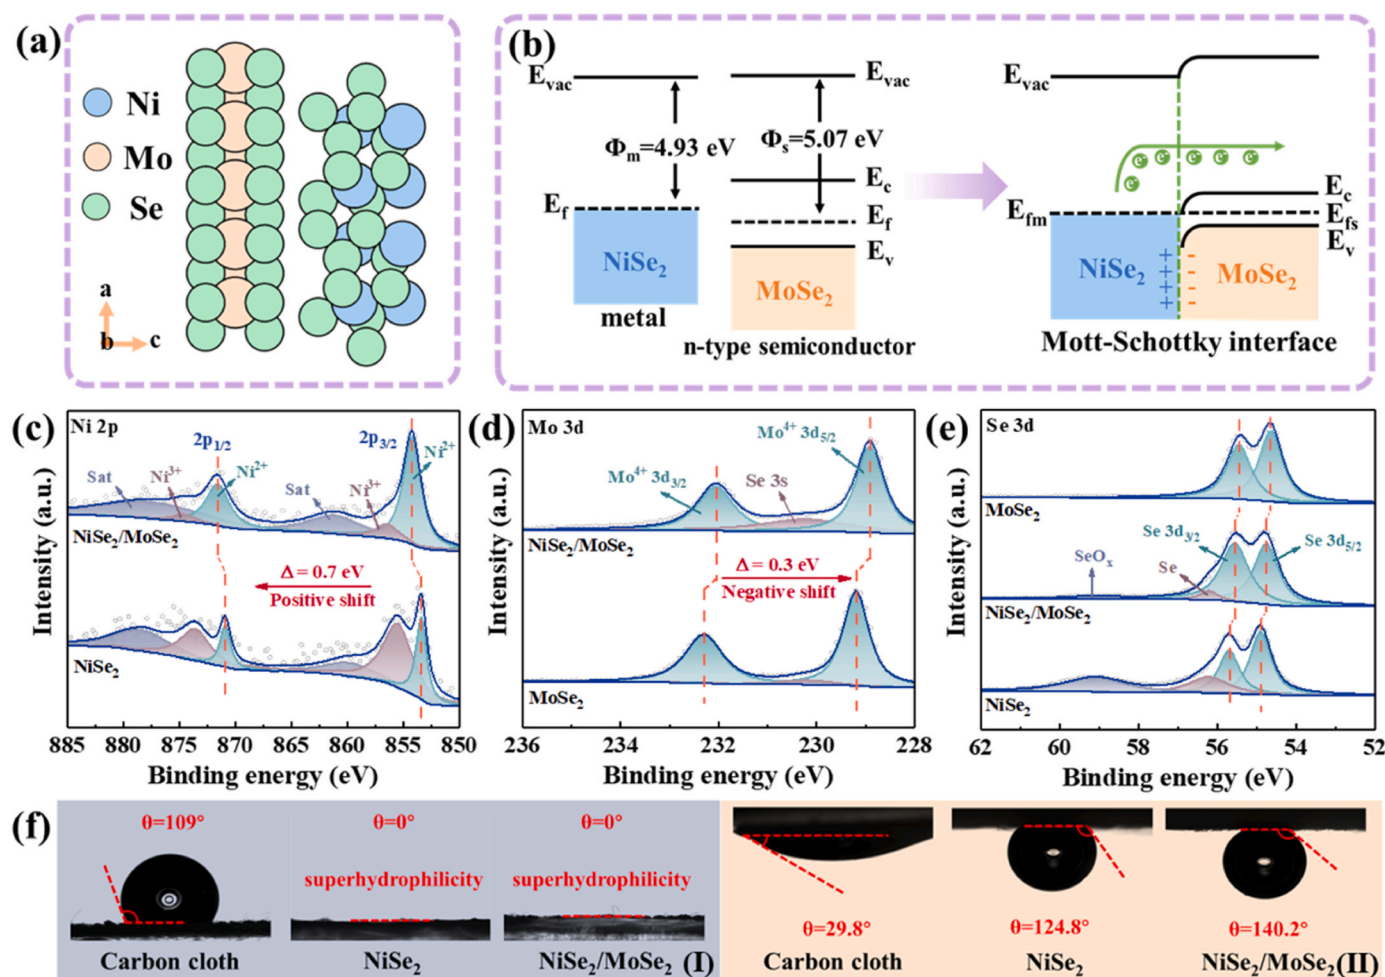 (a)
Ni
Mo
Se
a
b
c
(b)
E_vac
Φ_m=4.93 eV
E_f
NiSe₂
metal
E_vac
Φ_s=5.07 eV
E_c
E_f
E_v
MoSe₂
n-type semiconductor
E_vac
e⁻
e⁻
e⁻
e⁻
e⁻
E_fm
E_c
E_fs
E_v
NiSe₂
+
+
+
+
-
-
-
-
MoSe₂
Mott-Schottky interface
(c)
Ni 2p
2p₁/₂
2p₃/₂
Sat
Ni³⁺
Ni²⁺
Sat
Ni³⁺
Ni²⁺
NiSe₂/MoSe₂
Δ = 0.7 eV
Positive shift
NiSe₂
885 880 875 870 865 860 855 850
Binding energy (eV)
Intensity (a.u.)
(d)
Mo 3d
Mo⁴⁺ 3d₅/₂
Mo⁴⁺ 3d₃/₂
Se 3s
NiSe₂/MoSe₂
Δ = 0.3 eV
Negative shift
MoSe₂
236 234 232 229 228
Binding energy (eV)
Intensity (a.u.)
(e)
Se 3d
MoSe₂
Se 3d₃/₂
Se 3d₅/₂
SeOₓ
Se
NiSe₂/MoSe₂
NiSe₂
62 60 58 56 54 52
Binding energy (eV)
Intensity (a.u.)
(f)
θ=109°
θ=0°
θ=0°
superhydrophilicity
superhydrophilicity
Carbon cloth
NiSe₂
NiSe₂/MoSe₂ (I)
θ=29.8°
θ=124.8°
θ=140.2°
Carbon cloth
NiSe₂
NiSe₂/MoSe₂ (II)